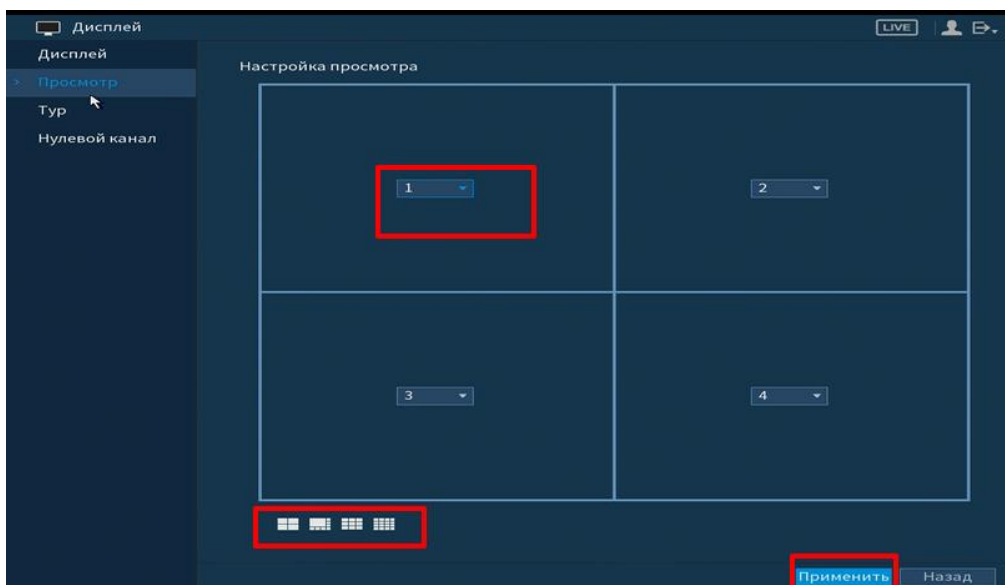 Дисплей
LIVE
Дисплей
Просмотр
Тур
Нулевой канал
Настройка просмотра
1
2
3
4
Применить
Назад